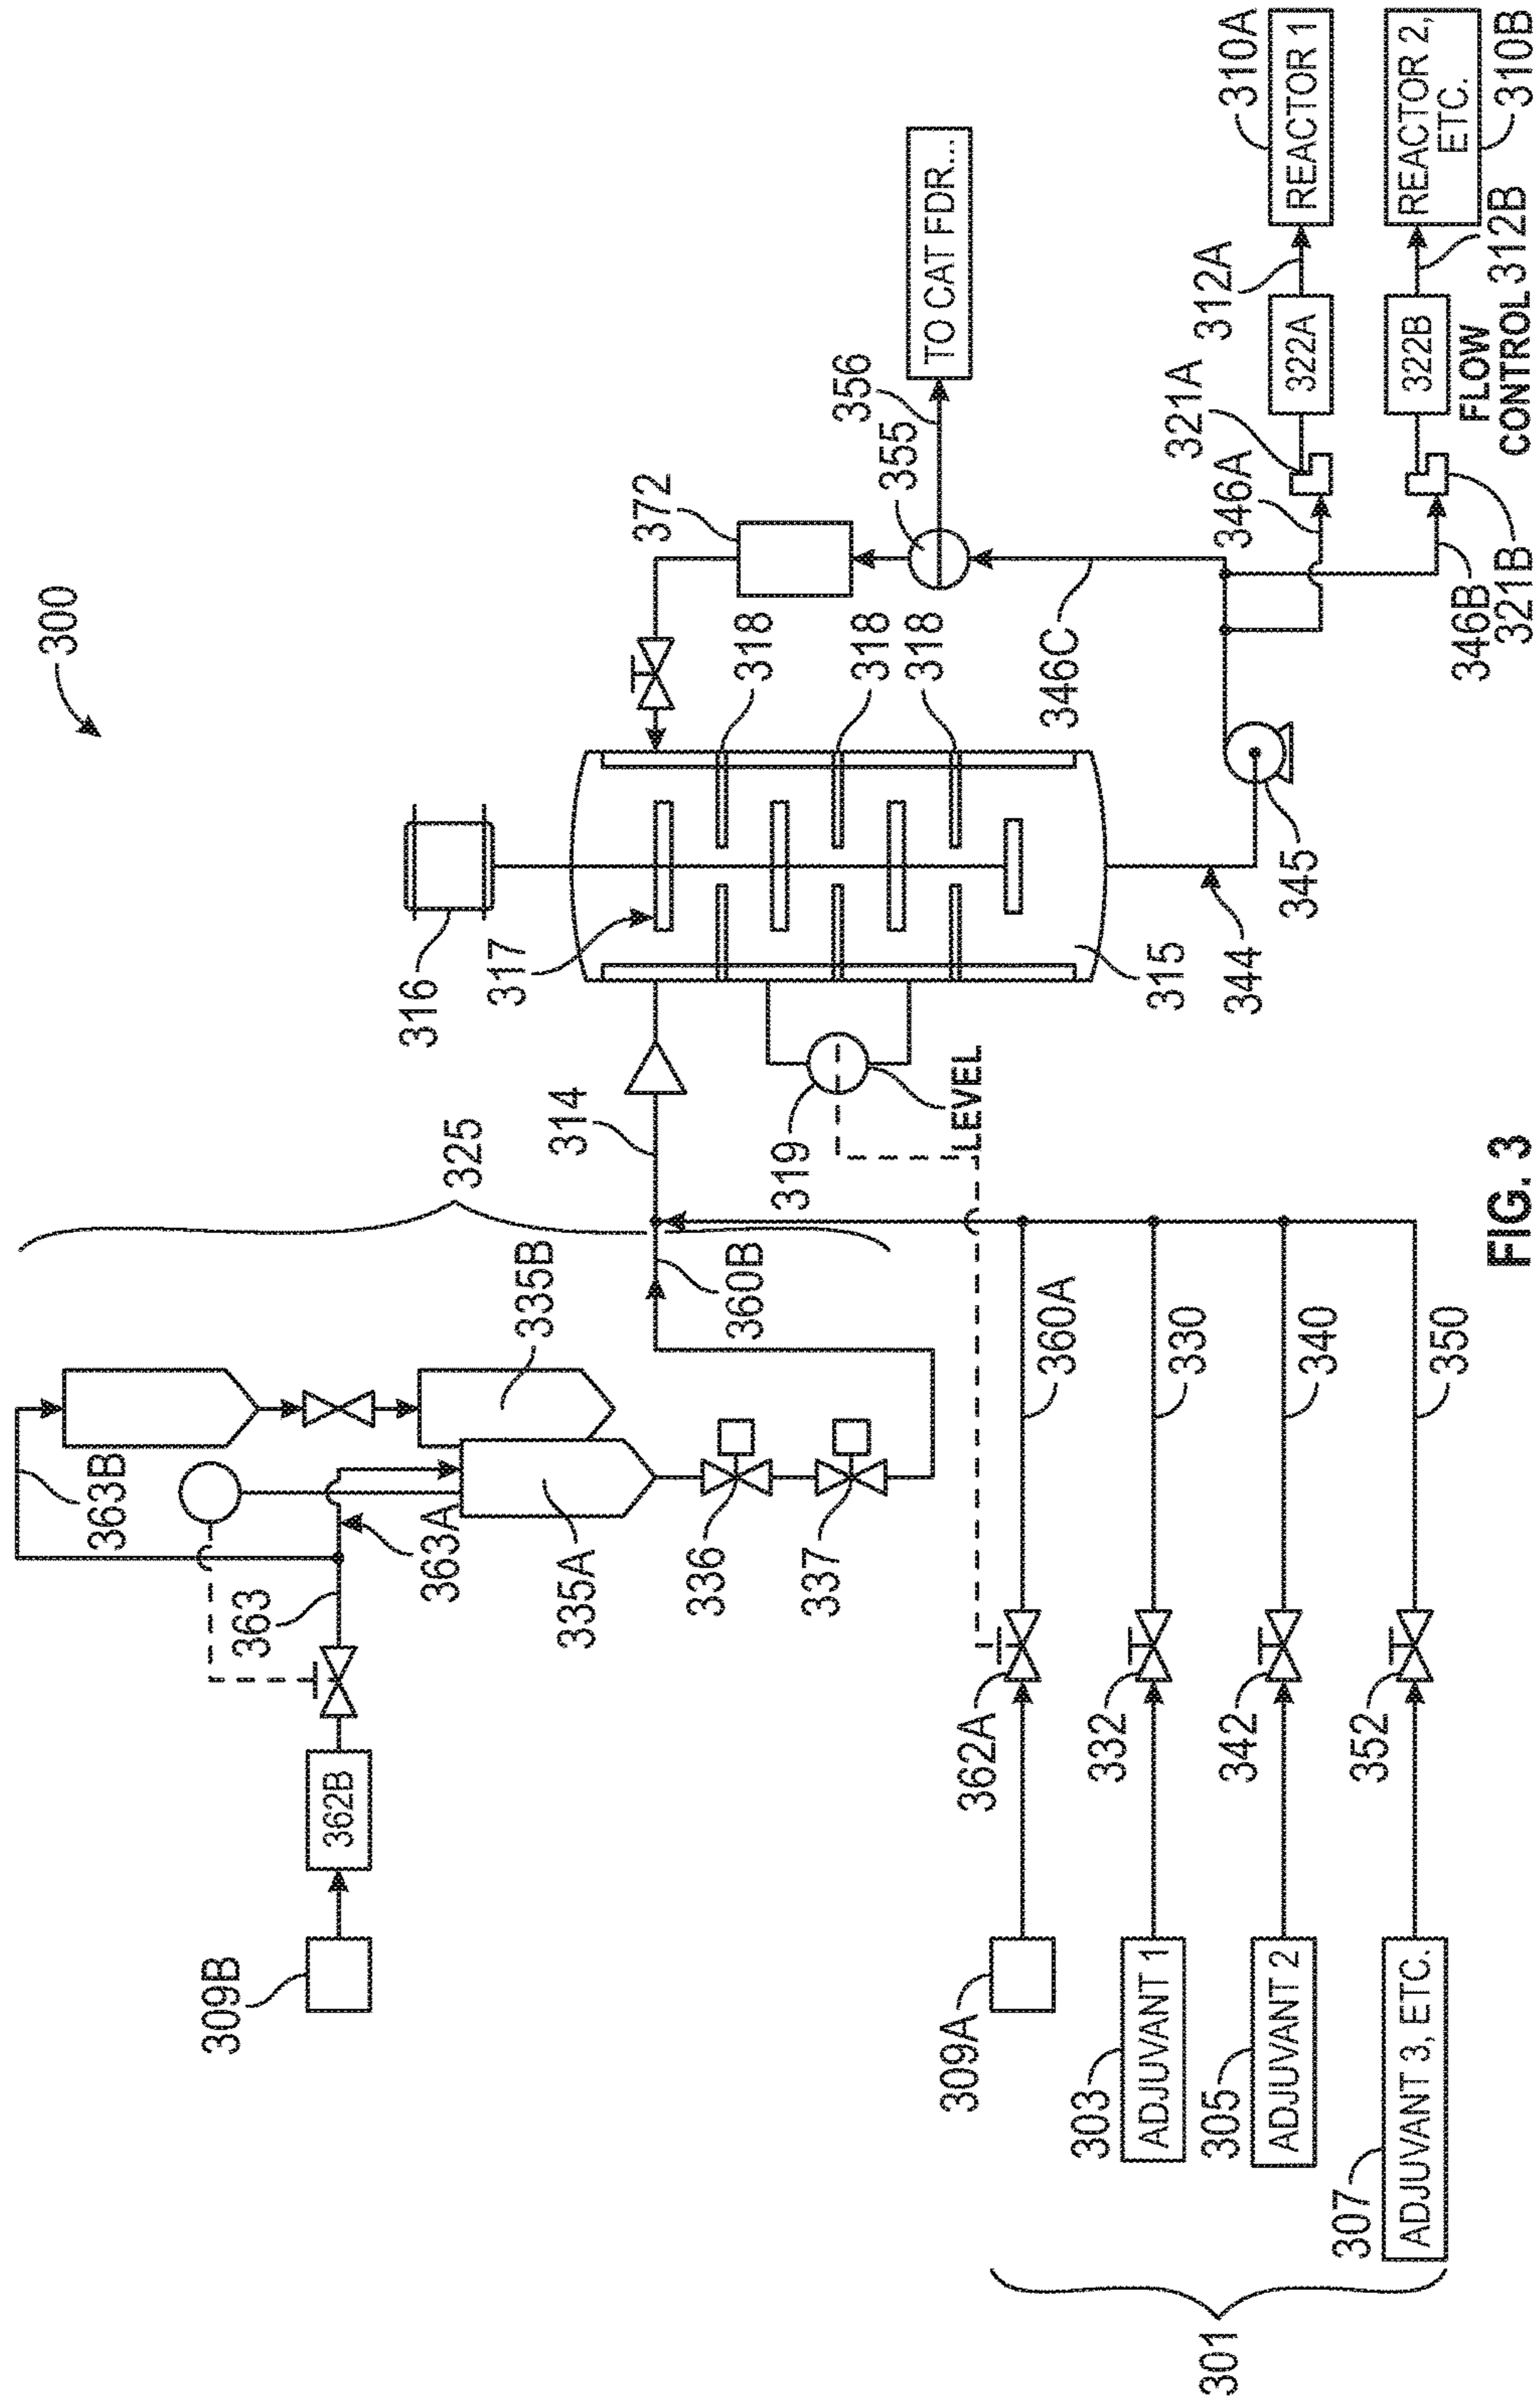 300
325
363B
335B
363A
363
335A
336
337
360B
362B
309B
314
316
317
318
318
318
319
LEVEL
315
344
345
372
355
356
TO CAT FDR...
346C
346A
346B
321A
321B
322A
322B
FLOW
CONTROL
312A
312B
REACTOR 1
310A
REACTOR 2,
ETC.
310B
309A
362A
360A
303
ADJUVANT 1
332
330
305
ADJUVANT 2
342
340
307
ADJUVANT 3, ETC.
352
350
301
FIG. 3